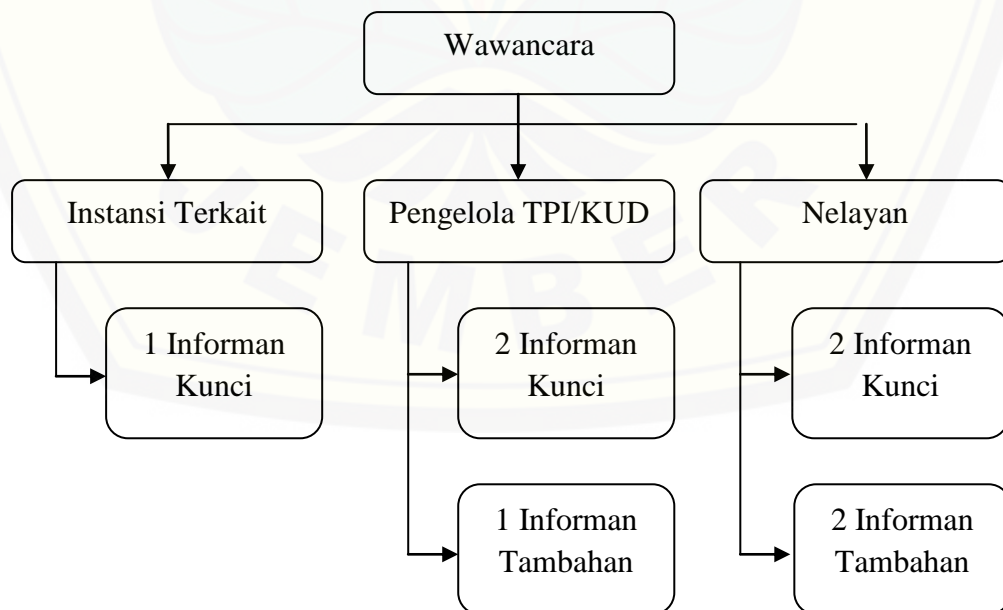 Wawancara
Instansi Terkait
Pengelola TPI/KUD
Nelayan
1 Informan
Kunci
2 Informan
Kunci
2 Informan
Kunci
1 Informan
Tambahan
2 Informan
Tambahan
JEMBER